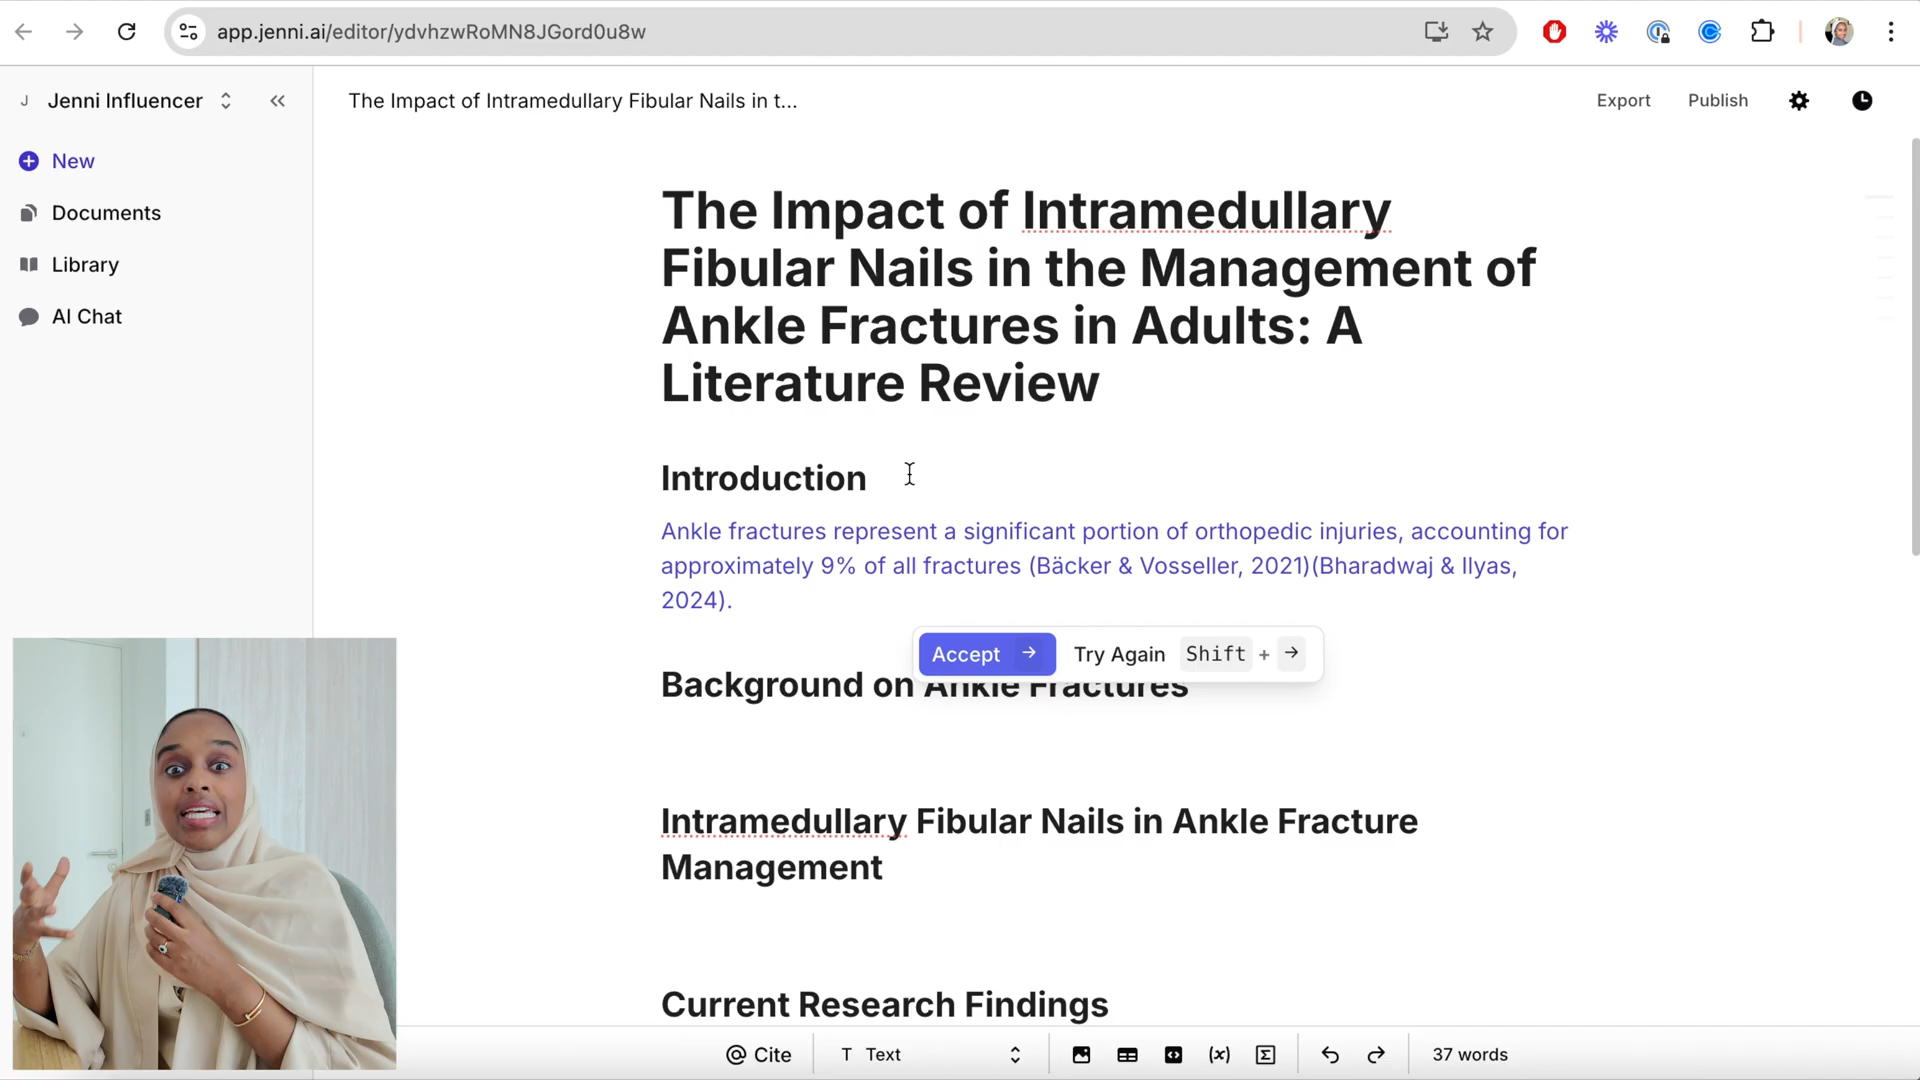 app.jenni.ai/editor/ydvhzwRoMN8JGord0u8w
J Jenni Influencer
The Impact of Intramedullary Fibular Nails in t...
Export
Publish
New
Documents
Library
AI Chat
The Impact of Intramedullary
Fibular Nails in the Management of
Ankle Fractures in Adults: A
Literature Review
Introduction
Ankle fractures represent a significant portion of orthopedic injuries, accounting for
approximately 9% of all fractures (Bäcker & Vosseller, 2021)(Bharadwaj & Ilyas,
2024).
Accept → Try Again Shift + →
Background on Ankle Fractures
Intramedullary Fibular Nails in Ankle Fracture
Management
Current Research Findings
@ Cite
T Text
(x)
Σ
37 words